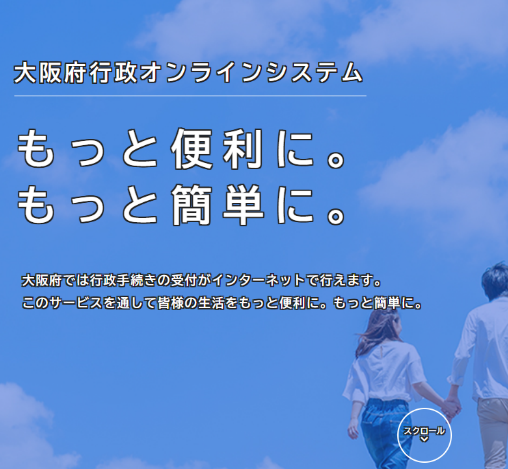 大阪府行政オンラインシステム
もっと便利に。
もっと簡単に。
大阪府では行政手続きの受付がインターネットで行えます。
このサービスを通して皆様の生活をもっと便利に。もっと簡単に。
スクロール